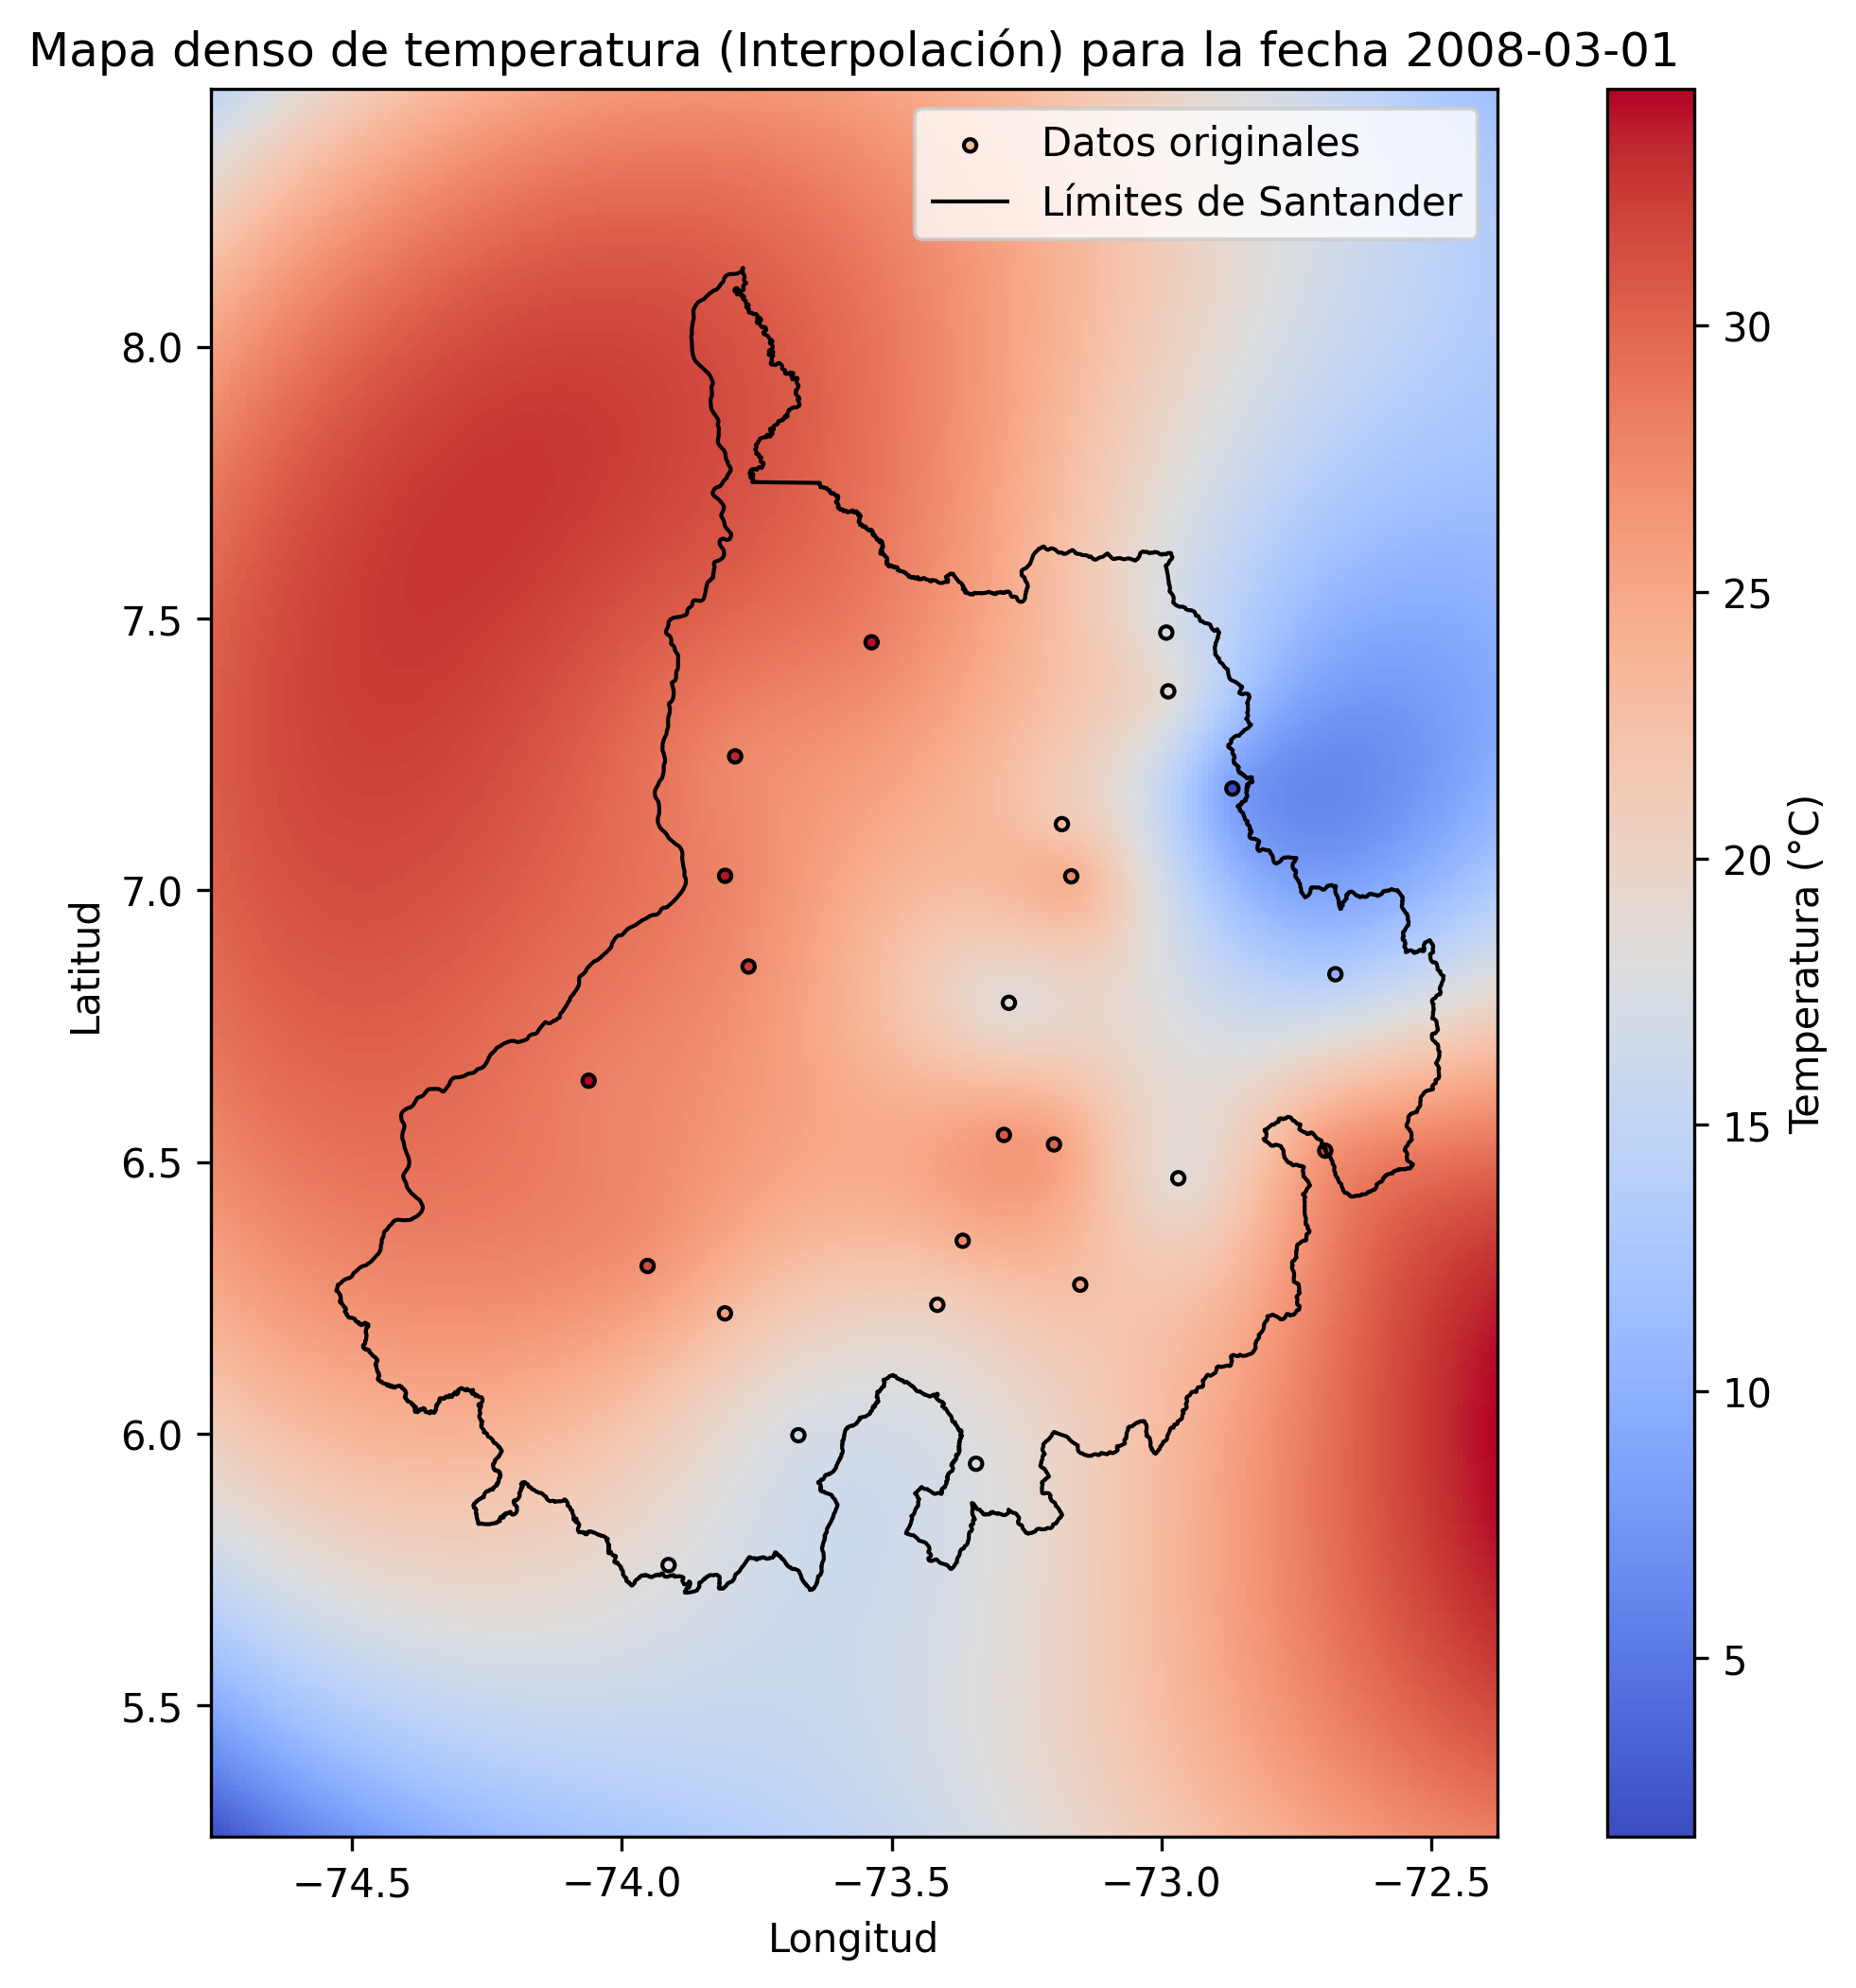 Mapa denso de temperatura (Interpolación) para la fecha 2008-03-01
Datos originales
Límites de Santander
8.0
7.5
7.0
6.5
6.0
5.5
Latitud
−74.5
−74.0
−73.5
−73.0
−72.5
Longitud
30
25
20
15
10
5
Temperatura (°C)